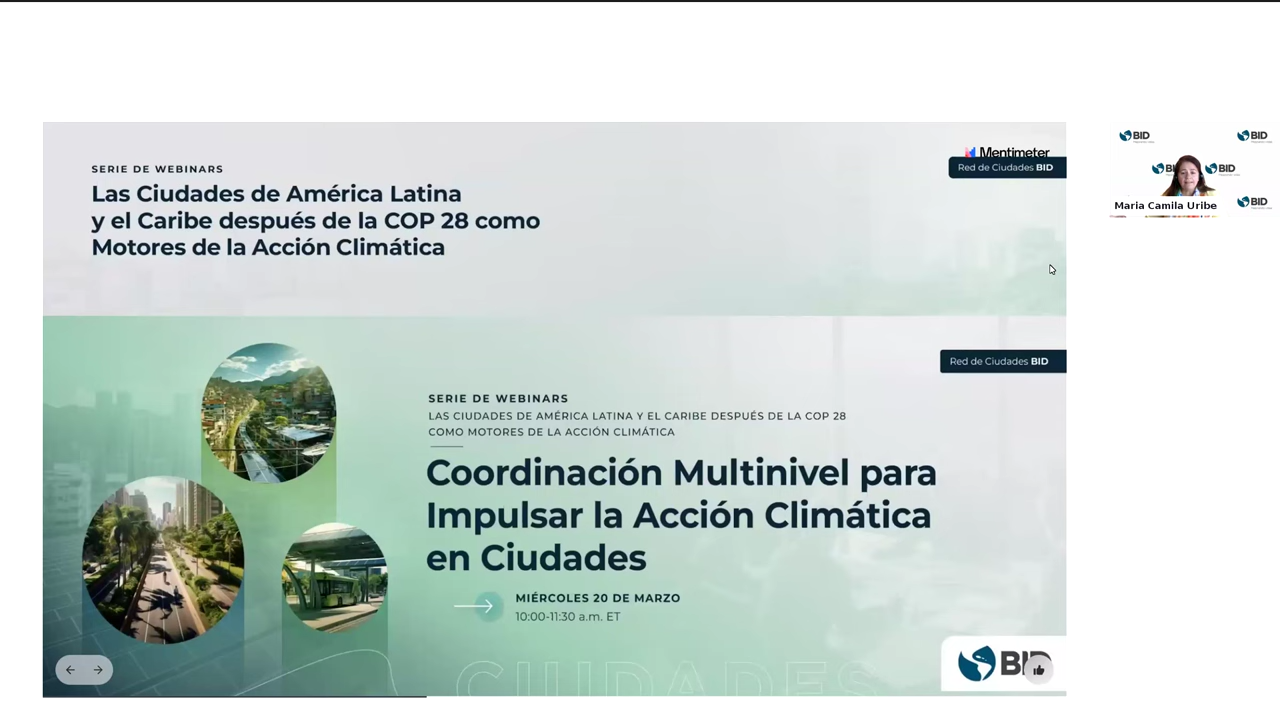 SERIE DE WEBINARS
Las Ciudades de América Latina
y el Caribe después de la COP 28 como
Motores de la Acción Climática
Mentimeter
Red de Ciudades BID
BID
BID
BID
BID
Maria Camila Uribe
BID
Red de Ciudades BID
SERIE DE WEBINARS
LAS CIUDADES DE AMÉRICA LATINA Y EL CARIBE DESPUÉS DE LA COP 28
COMO MOTORES DE LA ACCIÓN CLIMÁTICA
Coordinación Multinivel para
Impulsar la Acción Climática
en Ciudades
MIÉRCOLES 20 DE MARZO
10:00-11:30 a.m. ET
CIUDADES
BID